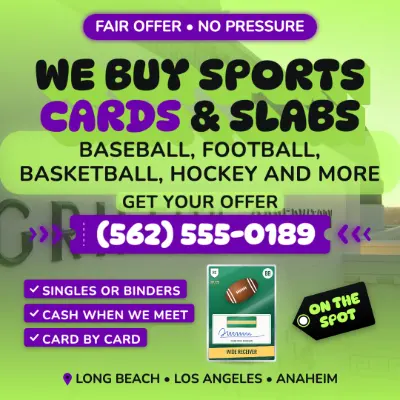 FAIR OFFER • NO PRESSURE
WE BUY SPORTS
CARDS & SLABS
BASEBALL, FOOTBALL,
BASKETBALL, HOCKEY AND MORE
GET YOUR OFFER
(562) 555-0189
SINGLES OR BINDERS
CASH WHEN WE MEET
CARD BY CARD
WIDE RECEIVER
ON THE
SPOT
LONG BEACH • LOS ANGELES • ANAHEIM